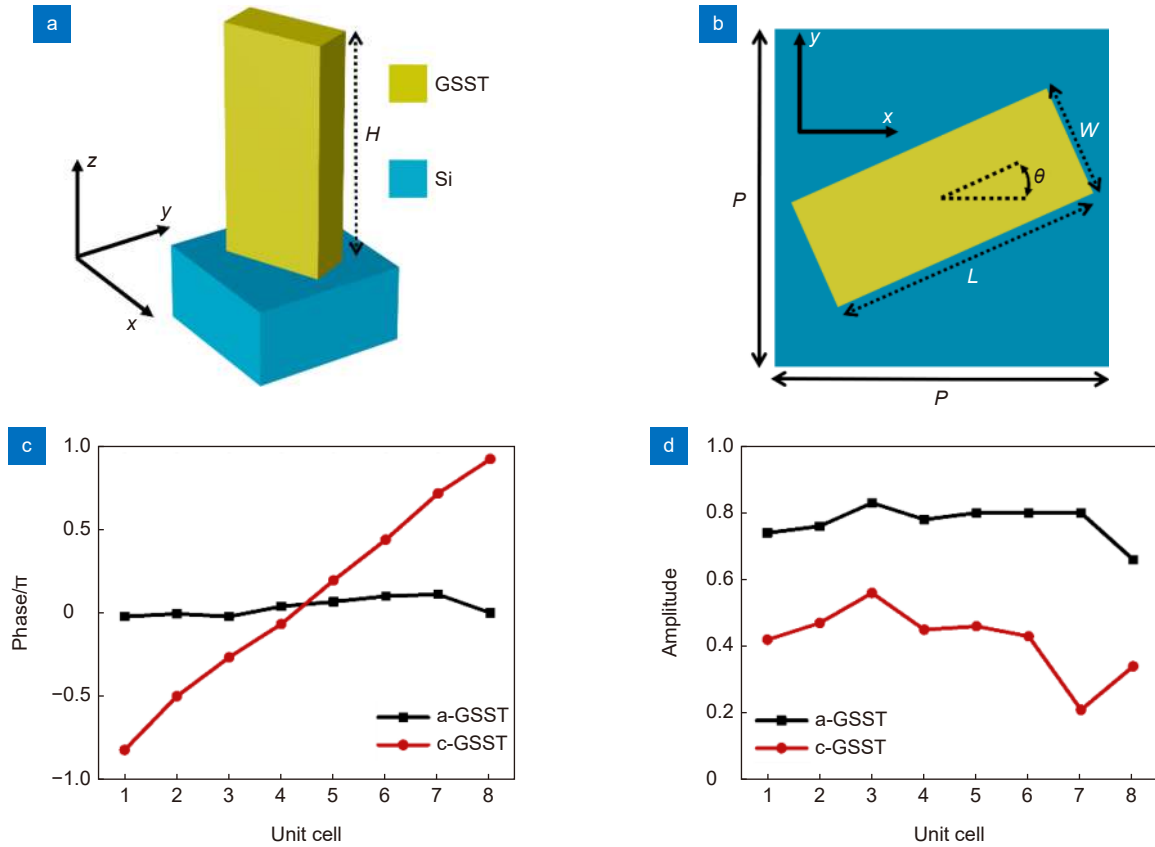 a
GSST
Si
H
z
y
x
b
y
x
W
θ
L
P
P
c
1.0
0.5
0
−0.5
−1.0
Phase/π
a-GSST
c-GSST
1 2 3 4 5 6 7 8
Unit cell
d
1.0
0.8
0.6
0.4
0.2
0
Amplitude
a-GSST
c-GSST
1 2 3 4 5 6 7 8
Unit cell